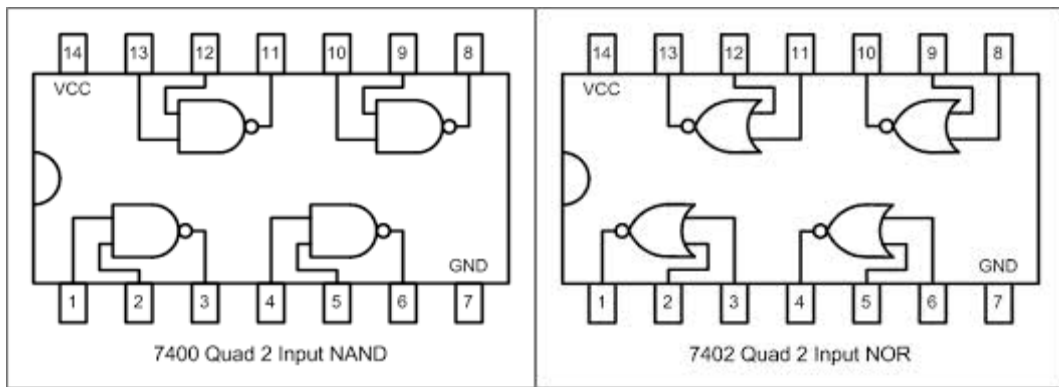 14 13 12 11 10 9 8
VCC
GND
1 2 3 4 5 6 7
7400 Quad 2 Input NAND
14 13 12 11 10 9 8
VCC
GND
1 2 3 4 5 6 7
7402 Quad 2 Input NOR